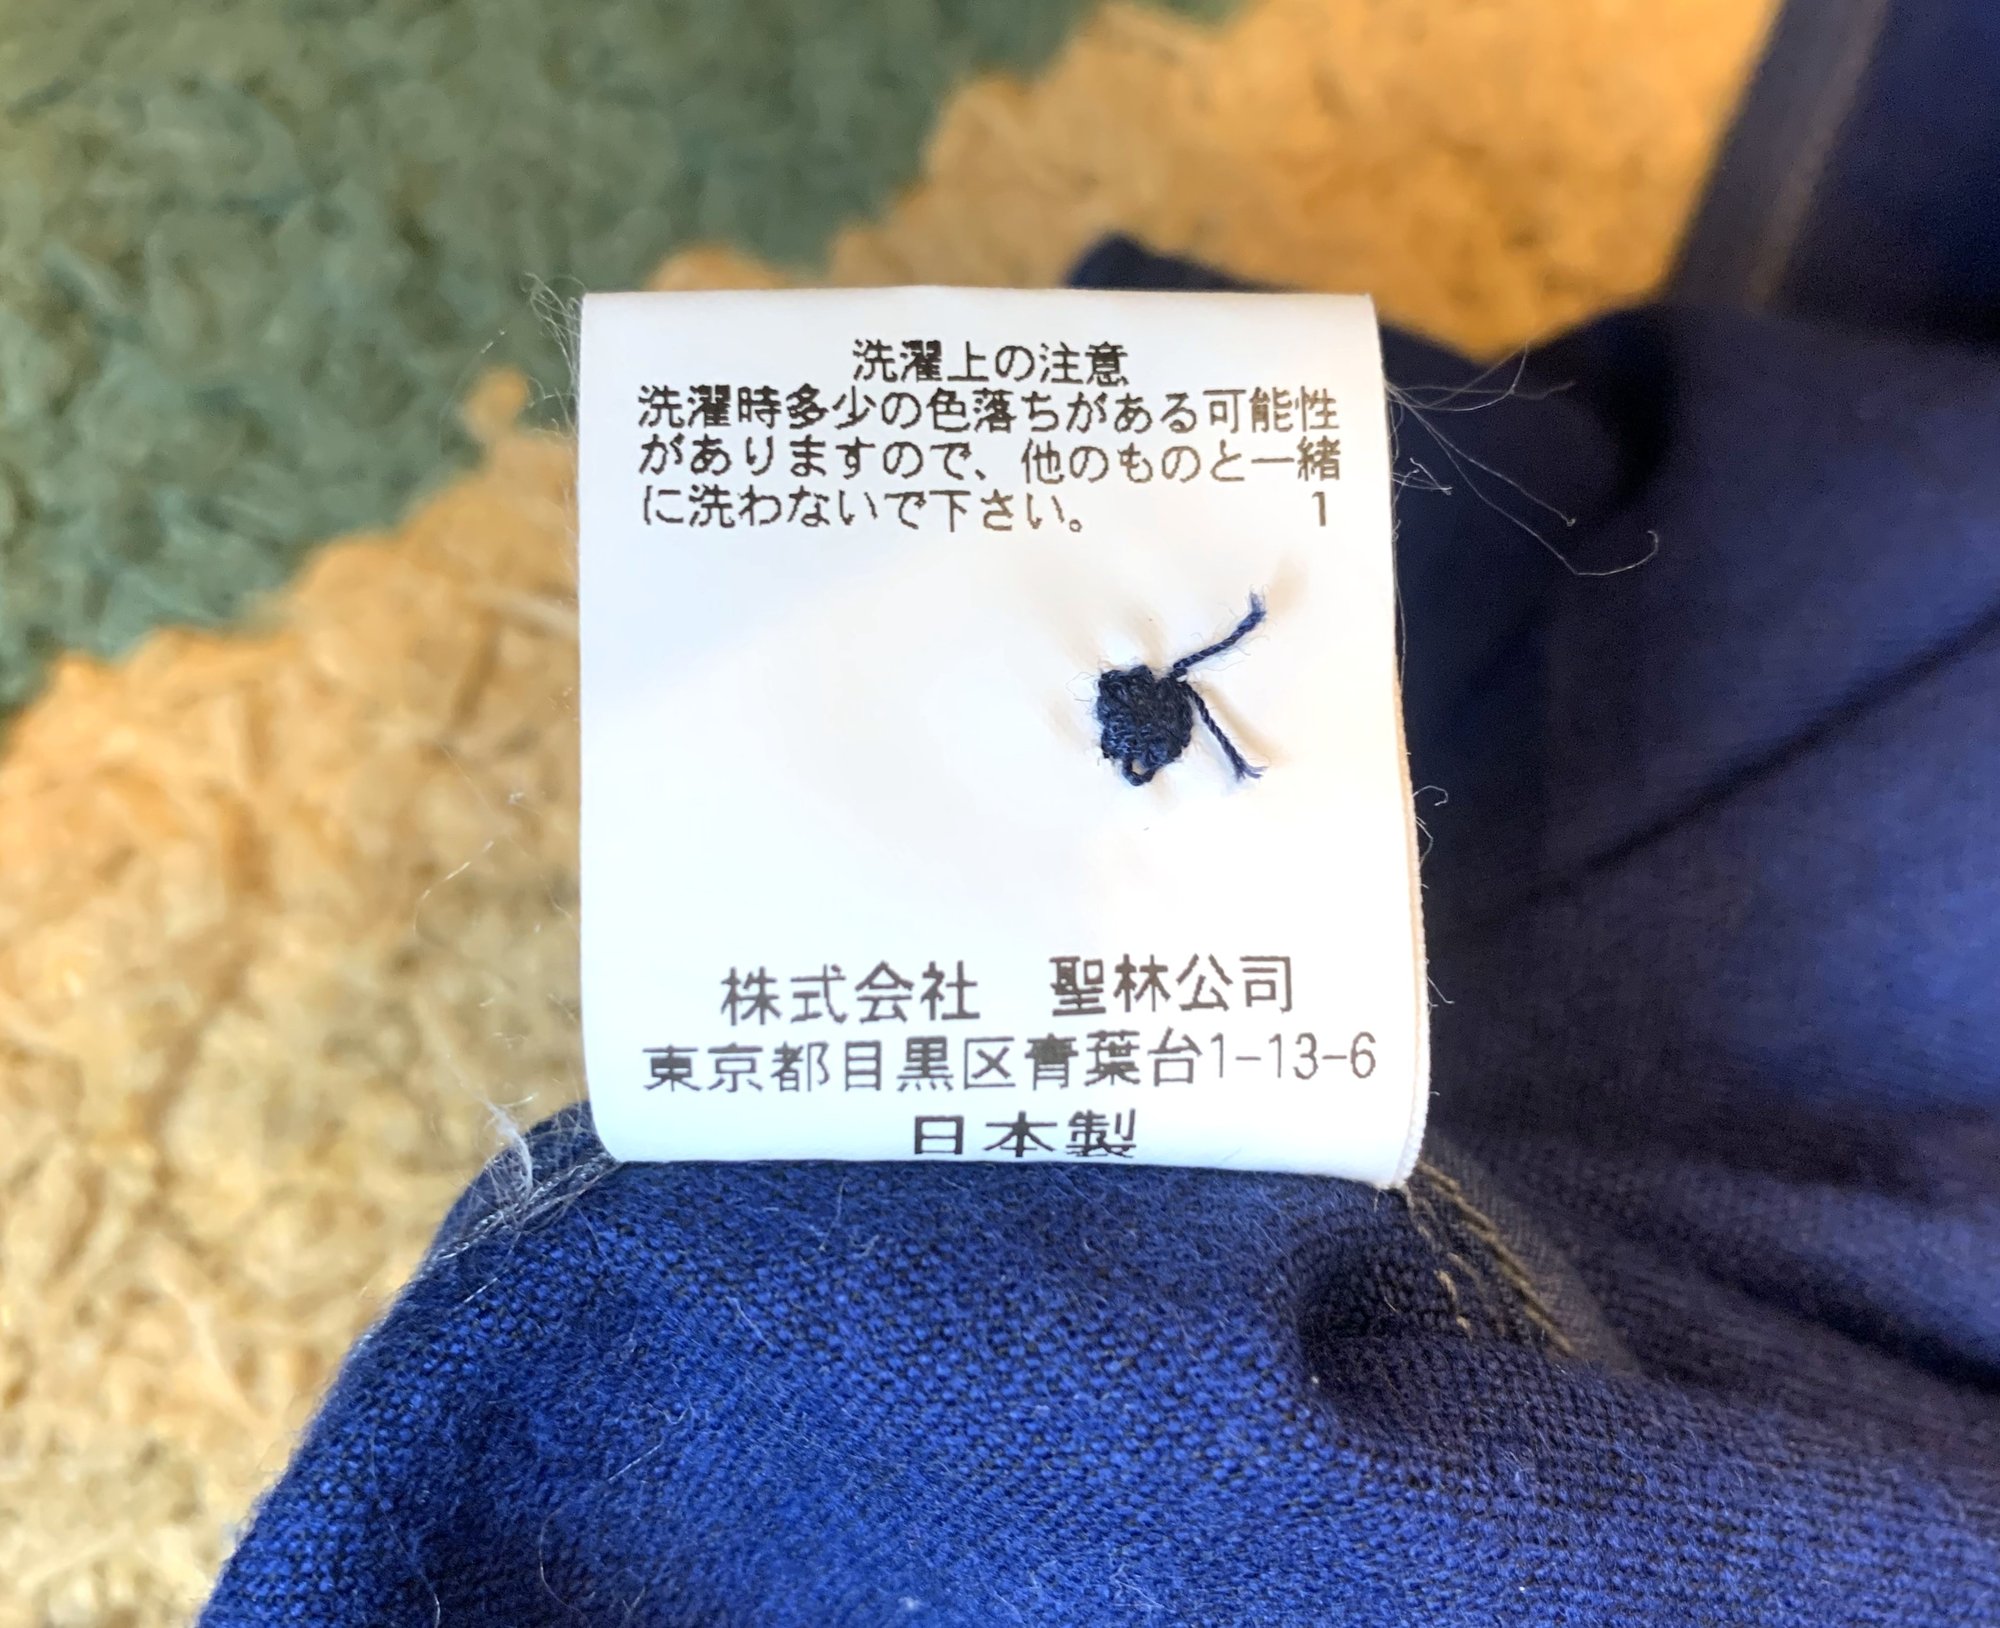 洗濯上の注意
洗濯時多少の色落ちがある可能性
がありますので、他のものと一緒
に洗わないで下さい。 1
株式会社 聖林公司
東京都目黒区青葉台1-13-6
日本製